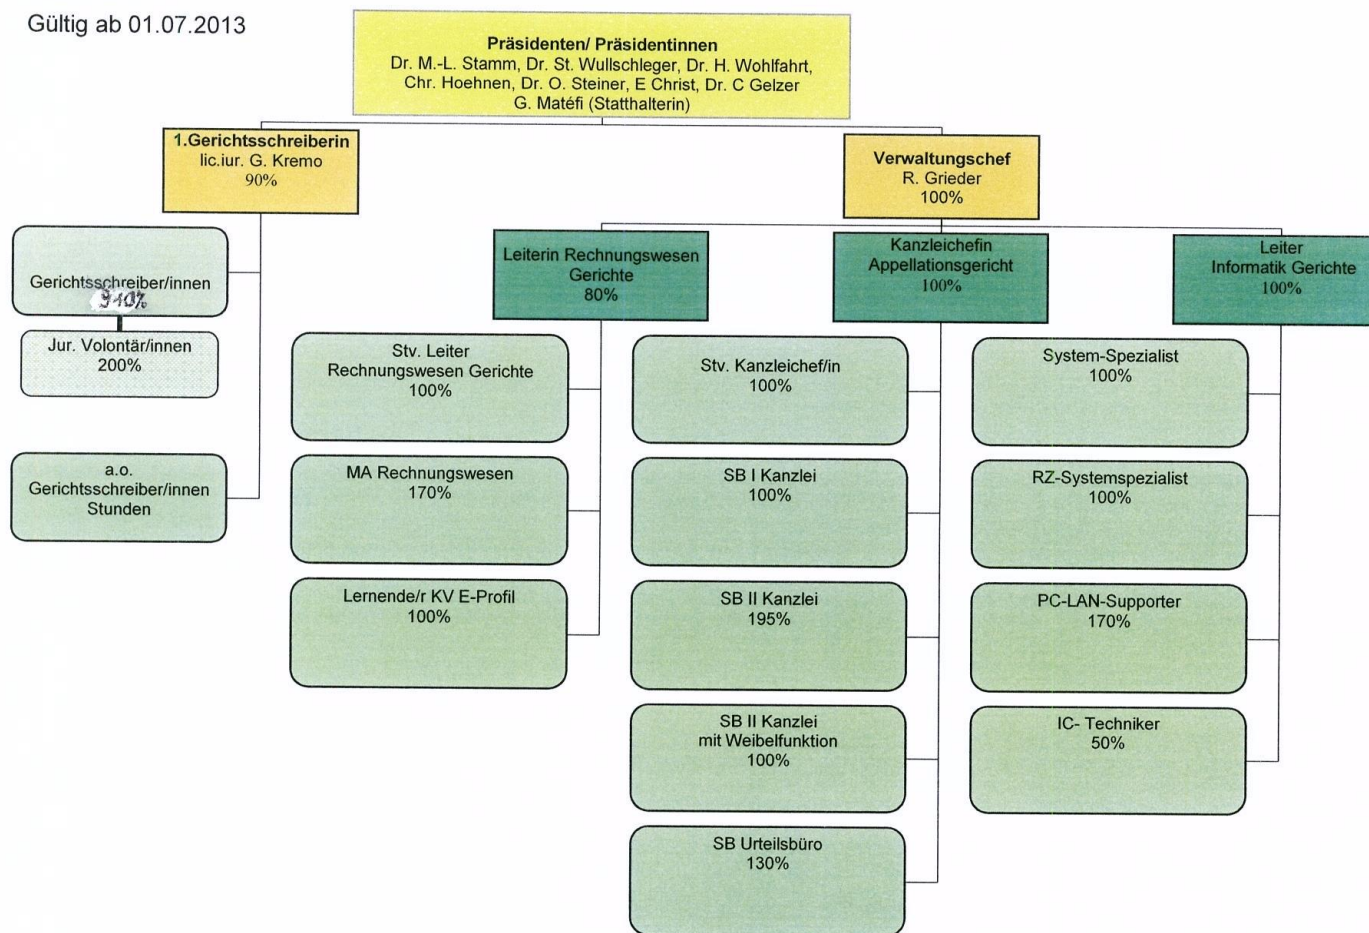 Gültig ab 01.07.2013
Präsidenten/ Präsidentinnen
Dr. M.-L. Stamm, Dr. St. Wullschleger, Dr. H. Wohlfahrt,
Chr. Hoehnen, Dr. O. Steiner, E Christ, Dr. C Gelzer
G. Matéfi (Statthalterin)
1.Gerichtsschreiberin
lic.iur. G. Kremo
90%
Verwaltungschef
R. Grieder
100%
Gerichtsschreiber/innen
910%
Jur. Volontär/innen
200%
a.o.
Gerichtsschreiber/innen
Stunden
Leiterin Rechnungswesen
Gerichte
80%
Stv. Leiter
Rechnungswesen Gerichte
100%
MA Rechnungswesen
170%
Lernende/r KV E-Profil
100%
Kanzleichefin
Appellationsgericht
100%
Stv. Kanzleichef/in
100%
SB I Kanzlei
100%
SB II Kanzlei
195%
SB II Kanzlei
mit Weibelfunktion
100%
SB Urteilsbüro
130%
Leiter
Informatik Gerichte
100%
System-Spezialist
100%
RZ-Systemspezialist
100%
PC-LAN-Supporter
170%
IC- Techniker
50%